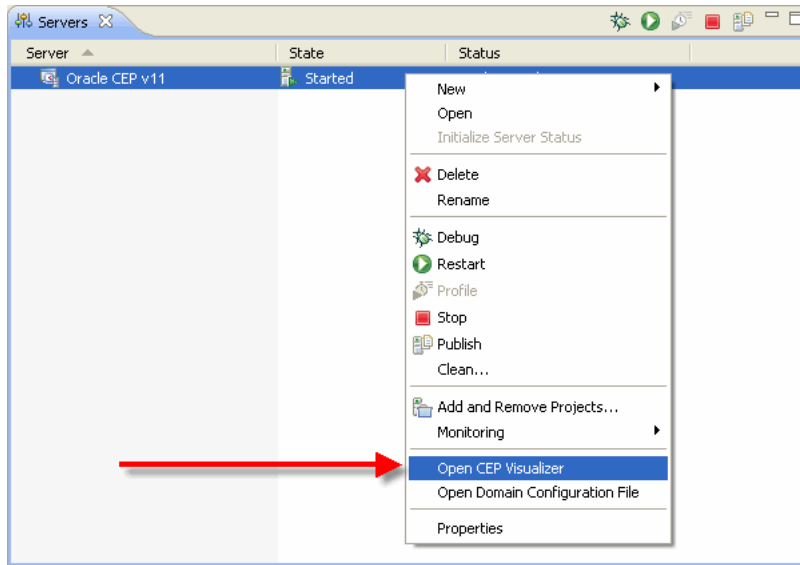 Servers
Server State Status
Oracle CEP v11 Started
New
Open
Initialize Server Status
Delete
Rename
Debug
Restart
Profile
Stop
Publish
Clean...
Add and Remove Projects...
Monitoring
Open CEP Visualizer
Open Domain Configuration File
Properties